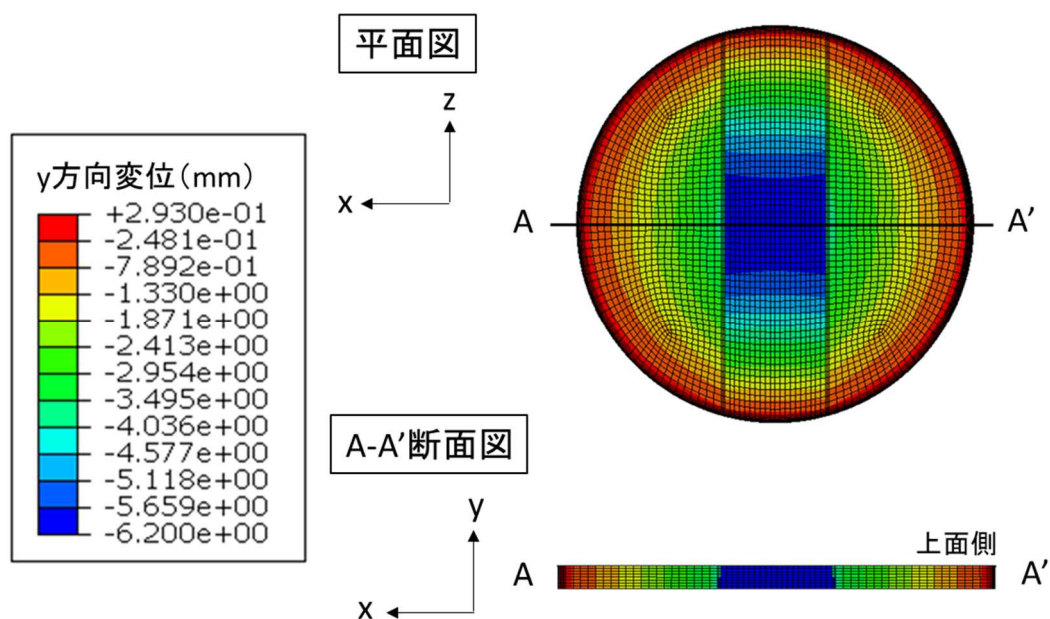 平面図
z
x
A
A'
y方向変位(mm)
+2.930e-01
-2.481e-01
-7.892e-01
-1.330e+00
-1.871e+00
-2.413e+00
-2.954e+00
-3.495e+00
-4.036e+00
-4.577e+00
-5.118e+00
-5.659e+00
-6.200e+00
A-A'断面図
y
x
上面側
A
A'